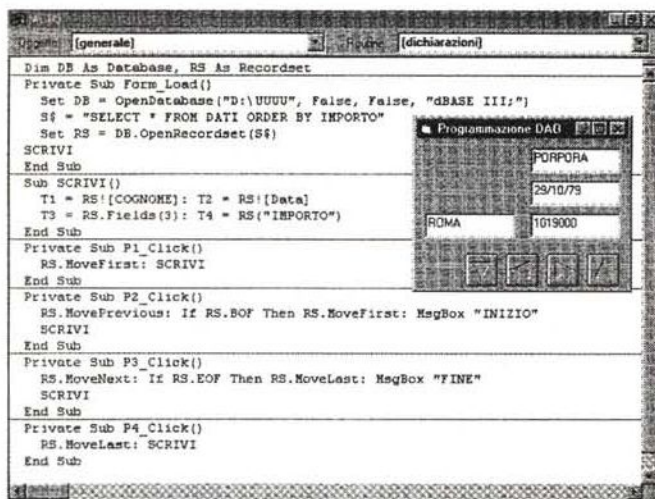 Oggetto: [generale] Routine: [dichiarazioni]
Dim DB As Database, RS As Recordset
Private Sub Form_Load()
Set DB = OpenDatabase("D:\UUUU", False, False, "dBASE III;")
S$ = "SELECT * FROM DATI ORDER BY IMPORTO"
Set RS = DB.OpenRecordset(S$)
SCRIVI
End Sub
Sub SCRIVI()
T1 = RS![COGNOME]: T2 = RS![Data]
T3 = RS.Fields(3): T4 = RS("IMPORTO")
End Sub
Private Sub P1_Click()
RS.MoveFirst: SCRIVI
End Sub
Private Sub P2_Click()
RS.MovePrevious: If RS.BOF Then RS.MoveFirst: MsgBox "INIZIO"
SCRIVI
End Sub
Private Sub P3_Click()
RS.MoveNext: If RS.EOF Then RS.MoveLast: MsgBox "FINE"
SCRIVI
End Sub
Private Sub P4_Click()
RS.MoveLast: SCRIVI
End Sub
Programmazione DAO
PORPORA
29/10/79
ROMA 1019000